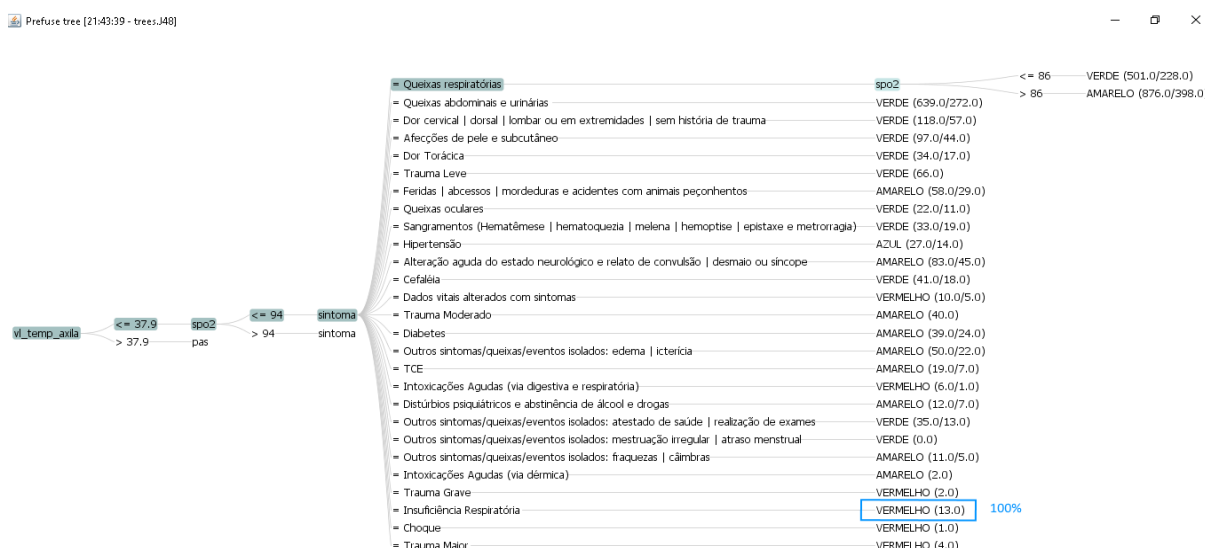 Prefuse tree [21:43:39 - trees.J48]
= Queixas respiratórias spo2 <= 86 VERDE (501.0/228.0)
> 86 AMARELO (876.0/398.0
= Queixas abdominais e urinárias VERDE (639.0/272.0)
= Dor cervical | dorsal | lombar ou em extremidades | sem história de trauma VERDE (118.0/57.0)
= Afecções de pele e subcutâneo VERDE (97.0/44.0)
= Dor Torácica VERDE (34.0/17.0)
= Trauma Leve VERDE (66.0)
= Feridas | abcessos | mordeduras e acidentes com animais peçonhentos AMARELO (58.0/29.0)
= Queixas oculares VERDE (22.0/11.0)
= Sangramentos (Hematêmese | hematoquezia | melena | hemoptise | epistaxe e metrorragia) VERDE (33.0/19.0)
= Hipertensão AZUL (27.0/14.0)
= Alteração aguda do estado neurológico e relato de convulsão | desmaio ou síncope AMARELO (83.0/45.0)
= Cefaléia VERDE (41.0/18.0)
= Dados vitais alterados com sintomas VERMELHO (10.0/5.0)
= Trauma Moderado AMARELO (40.0)
vl_temp_axila <= 37.9 spo2 <= 94 sintoma
> 37.9 pas > 94 sintoma
= Diabetes AMARELO (39.0/24.0)
= Outros sintomas/queixas/eventos isolados: edema | icterícia AMARELO (50.0/22.0)
= TCE AMARELO (19.0/7.0)
= Intoxicações Agudas (via digestiva e respiratória) VERMELHO (6.0/1.0)
= Distúrbios psiquiátricos e abstinência de álcool e drogas AMARELO (12.0/7.0)
= Outros sintomas/queixas/eventos isolados: atestado de saúde | realização de exames VERDE (35.0/13.0)
= Outros sintomas/queixas/eventos isolados: mestruação irregular | atraso menstrual VERDE (0.0)
= Outros sintomas/queixas/eventos isolados: fraquezas | câimbras AMARELO (11.0/5.0)
= Intoxicações Agudas (via dérmica) AMARELO (2.0)
= Trauma Grave VERMELHO (2.0)
= Insuficiência Respiratória VERMELHO (13.0) 100%
= Choque VERMELHO (1.0)
= Trauma Maior VERMELHO (4.0)